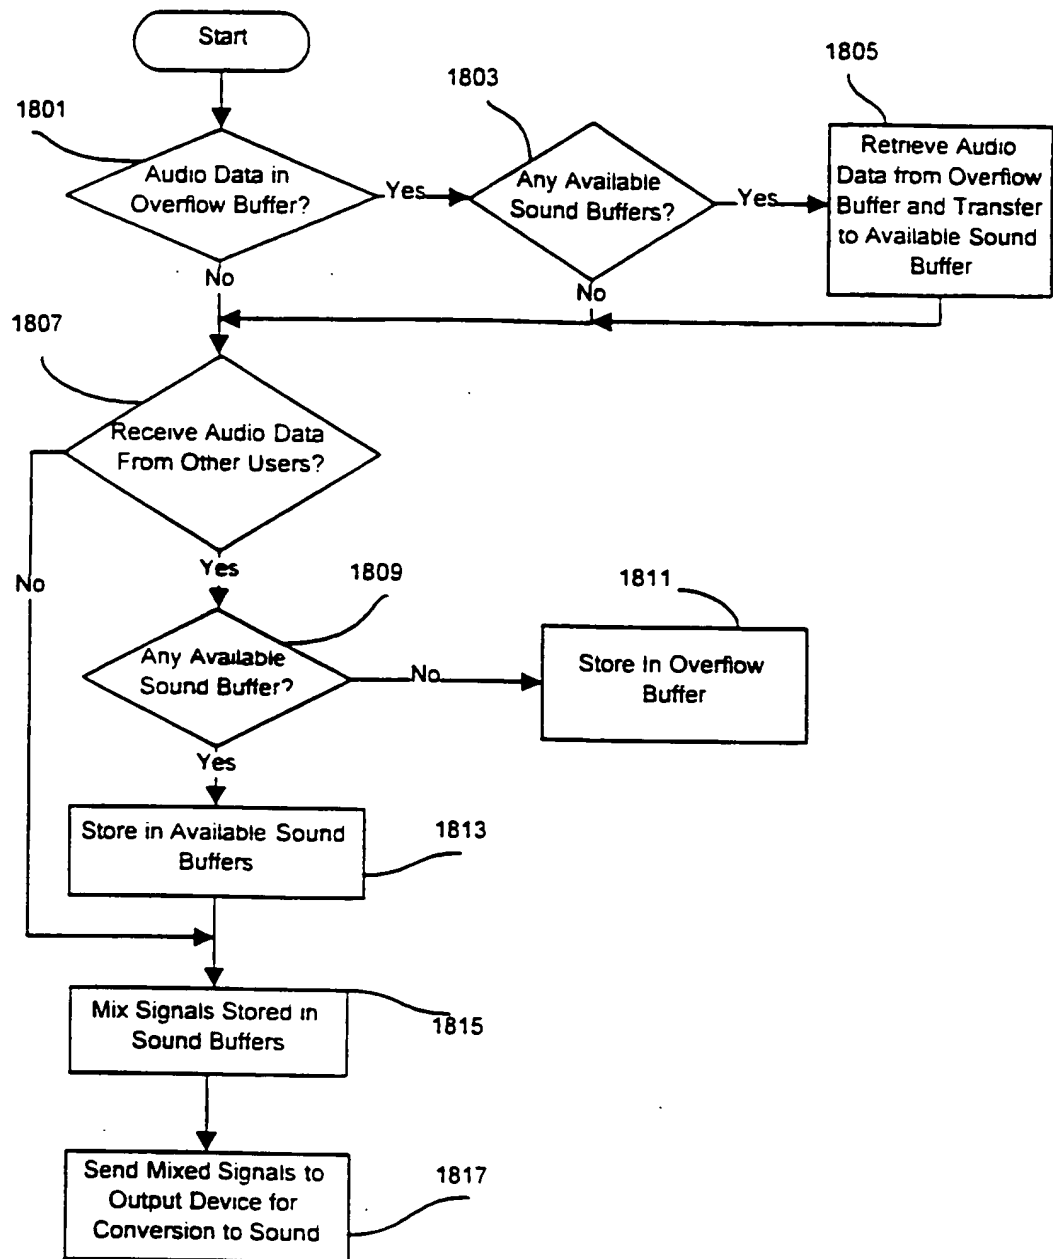 Start
1801
1803
1805
Audio Data in
Overflow Buffer?
Yes
Any Available
Sound Buffers?
Yes
Retrieve Audio
Data from Overflow
Buffer and Transfer
to Available Sound
Buffer
No
No
1807
Receive Audio Data
From Other Users?
No
Yes
1809
1811
Any Available
Sound Buffer?
No
Store In Overflow
Buffer
Yes
Store in Available Sound
Buffers
1813
Mix Signals Stored in
Sound Buffers
1815
Send Mixed Signals to
Output Device for
Conversion to Sound
1817